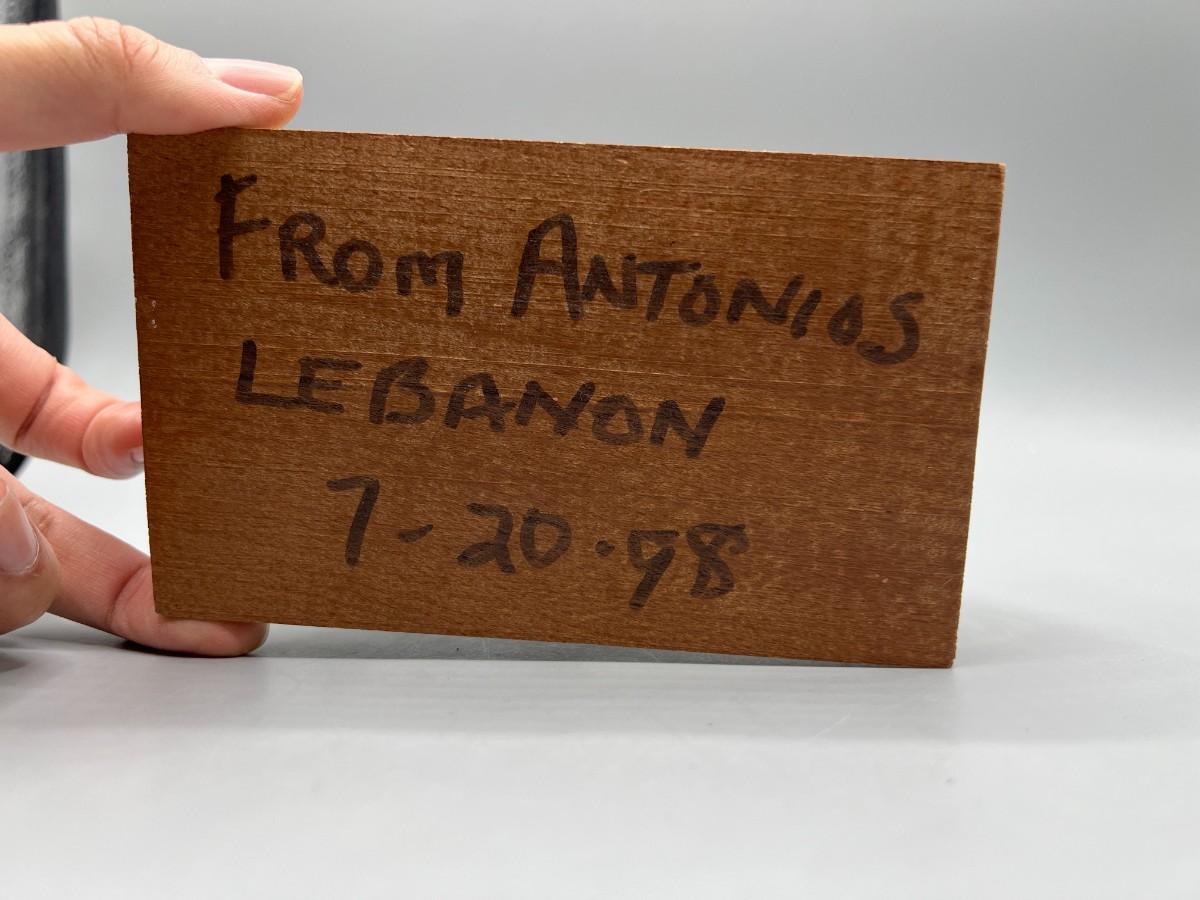 FROM ANTONIOS
LEBANON
7-20.98